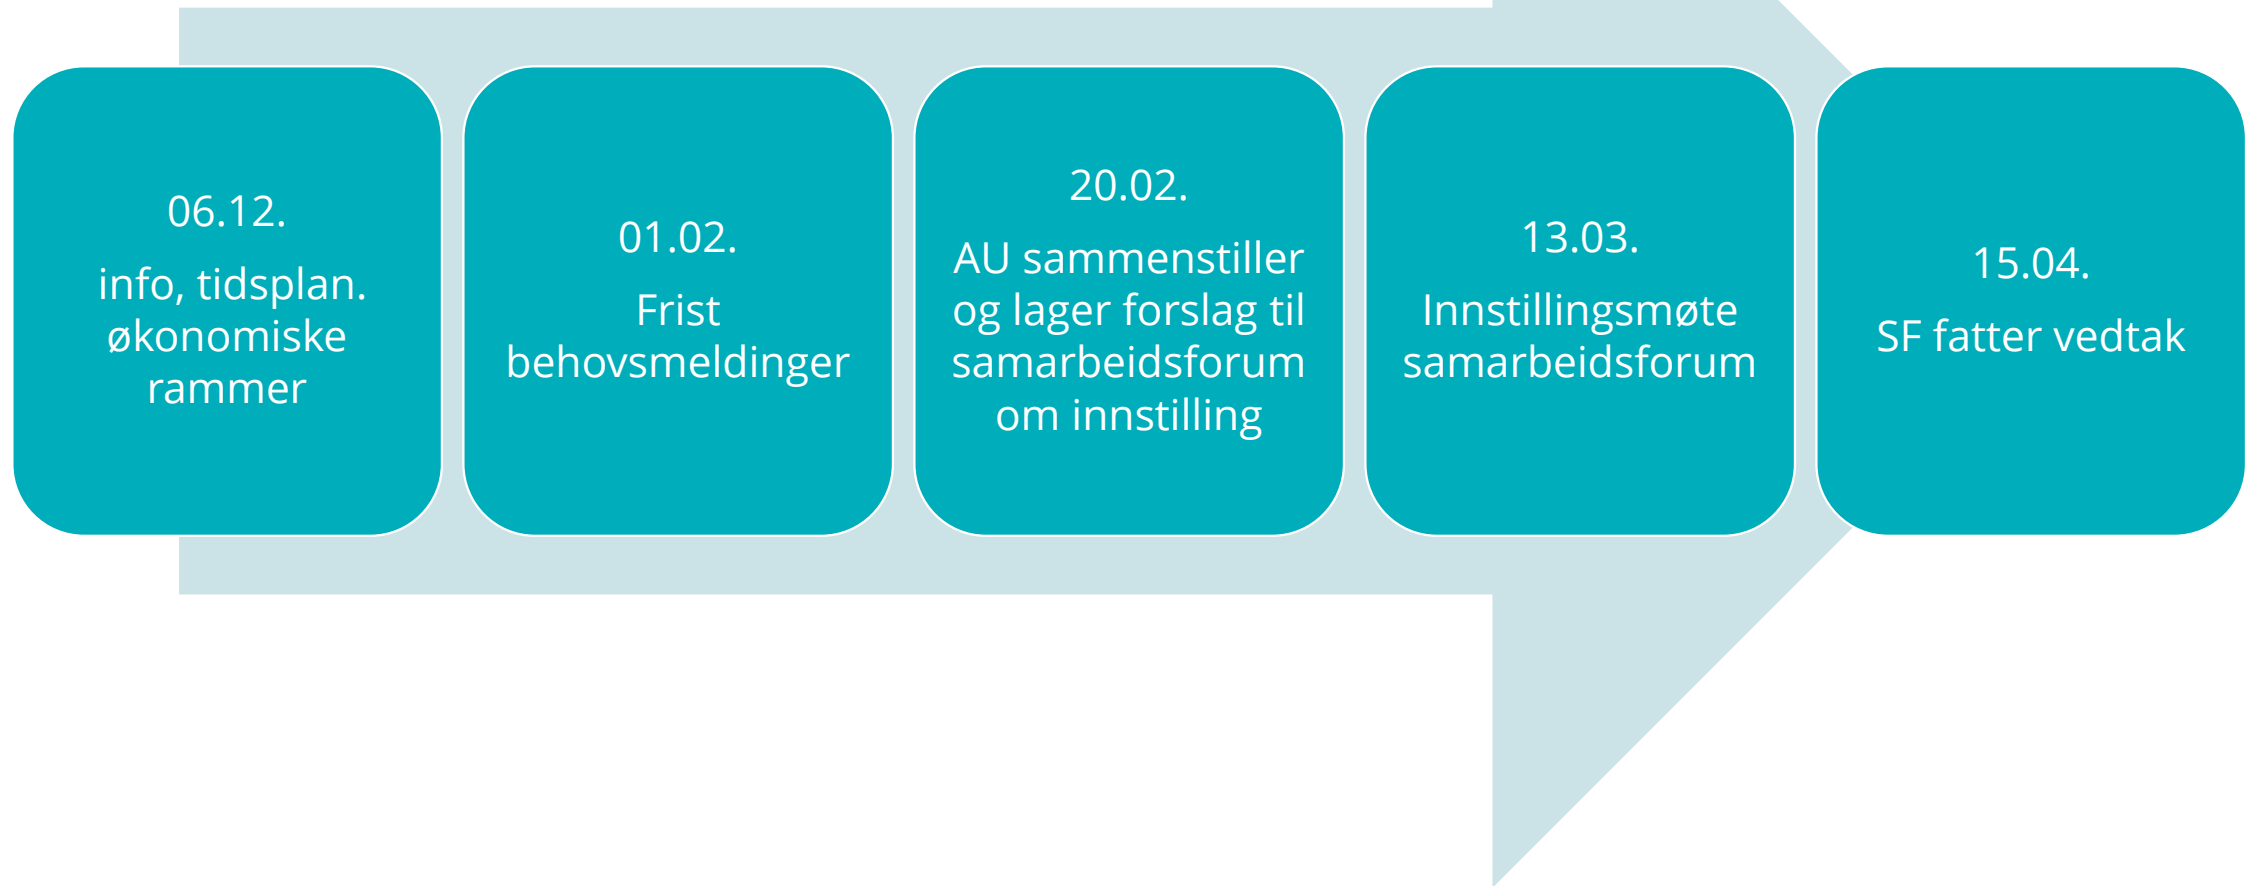 06.12.
info, tidsplan.
økonomiske
rammer
01.02.
Frist
behovsmeldinger
20.02.
AU sammenstiller
og lager forslag til
samarbeidsforum
om innstilling
13.03.
Innstillingsmøte
samarbeidsforum
15.04.
SF fatter vedtak